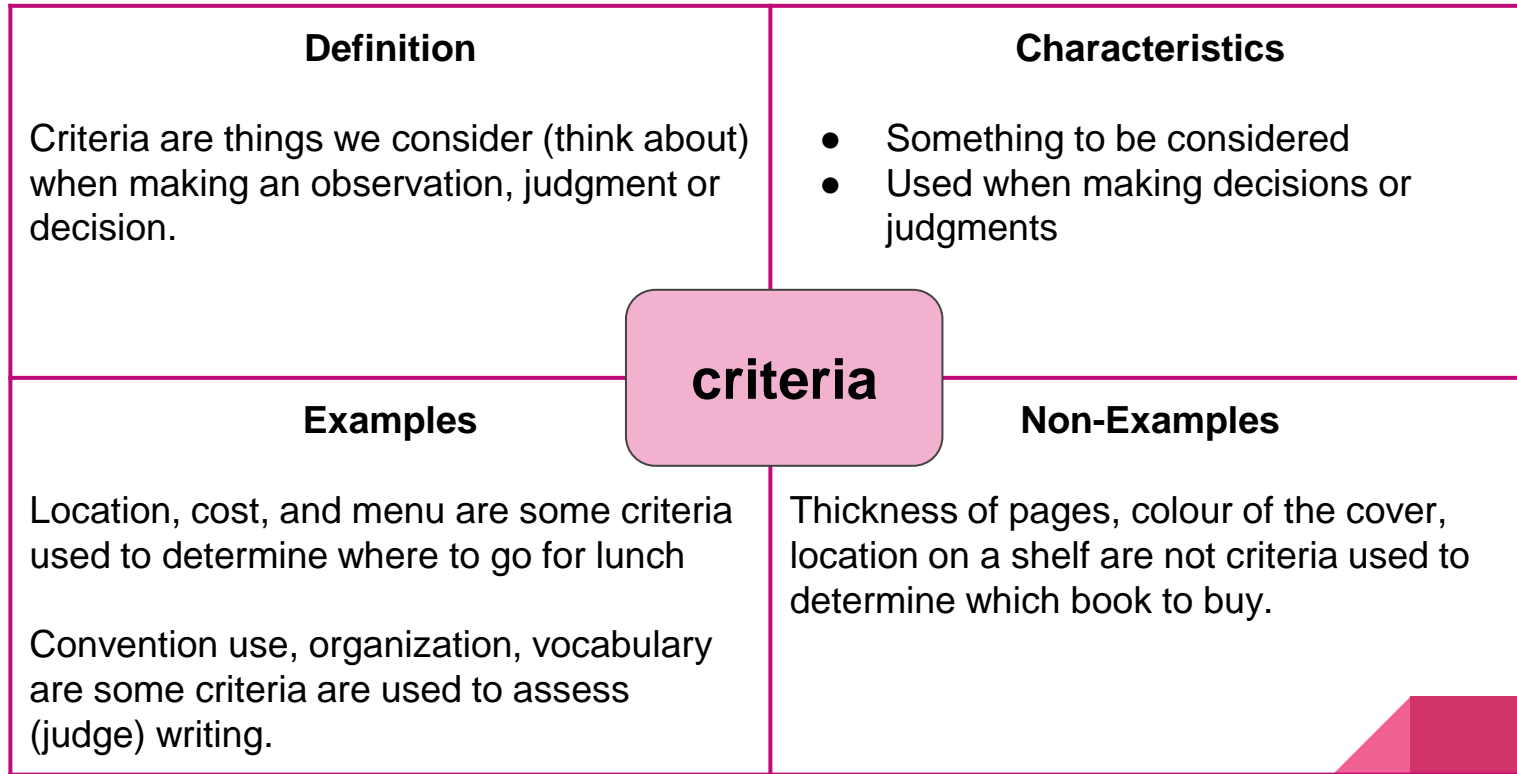 Definition
Criteria are things we consider (think about)
when making an observation, judgment or
decision.
Characteristics
● Something to be considered
● Used when making decisions or
judgments
criteria
Examples
Location, cost, and menu are some criteria
used to determine where to go for lunch
Convention use, organization, vocabulary
are some criteria are used to assess
(judge) writing.
Non-Examples
Thickness of pages, colour of the cover,
location on a shelf are not criteria used to
determine which book to buy.